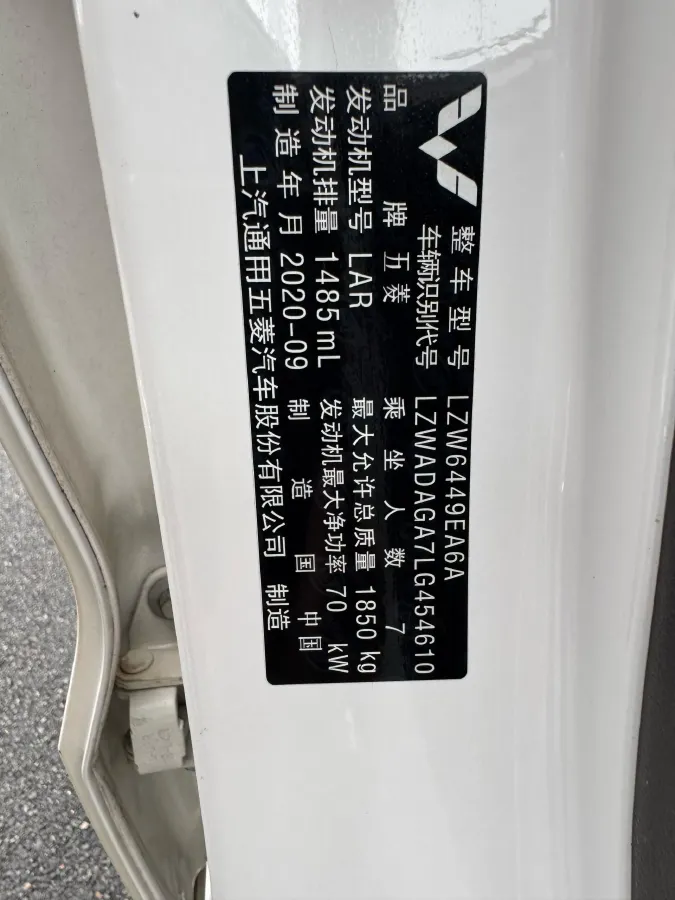 整车型号 LZW6449EA6A
车辆识别代号 LZWADAGA7LG454610
品牌 五菱 乘坐人数 7
发动机型号 LAR 最大允许总质量 1850 kg
发动机排量 1485 mL 发动机最大净功率 70 kW
制造年月 2020-09 制造国 中国
上汽通用五菱汽车股份有限公司 制造